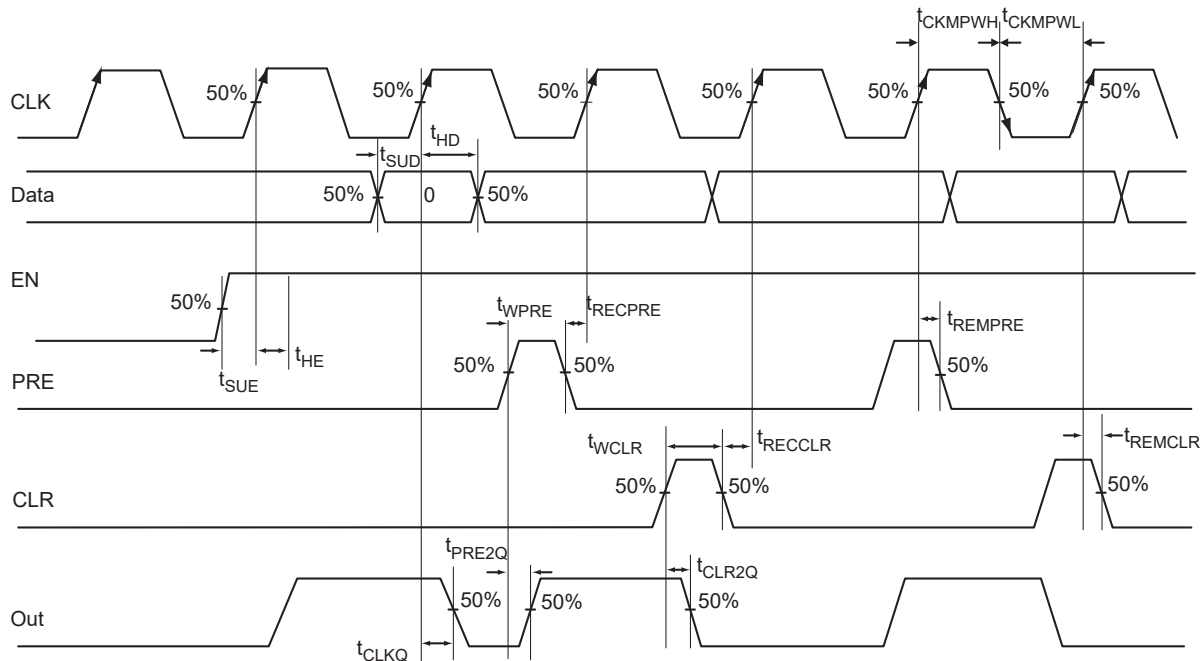 tCKMPWH tCKMPWL
CLK
50% 50% 50% 50% 50% 50% 50%
tSUD tHD
Data
50% 0 50%
EN
50%
tSUE tHE
tWPRE tRECPRE tREMPRE
PRE
50% 50% 50%
tWCLR tRECCLR tREMCLR
CLR
50% 50% 50%
tPRE2Q tCLR2Q
Out
50% 50% 50%
tCLKQ